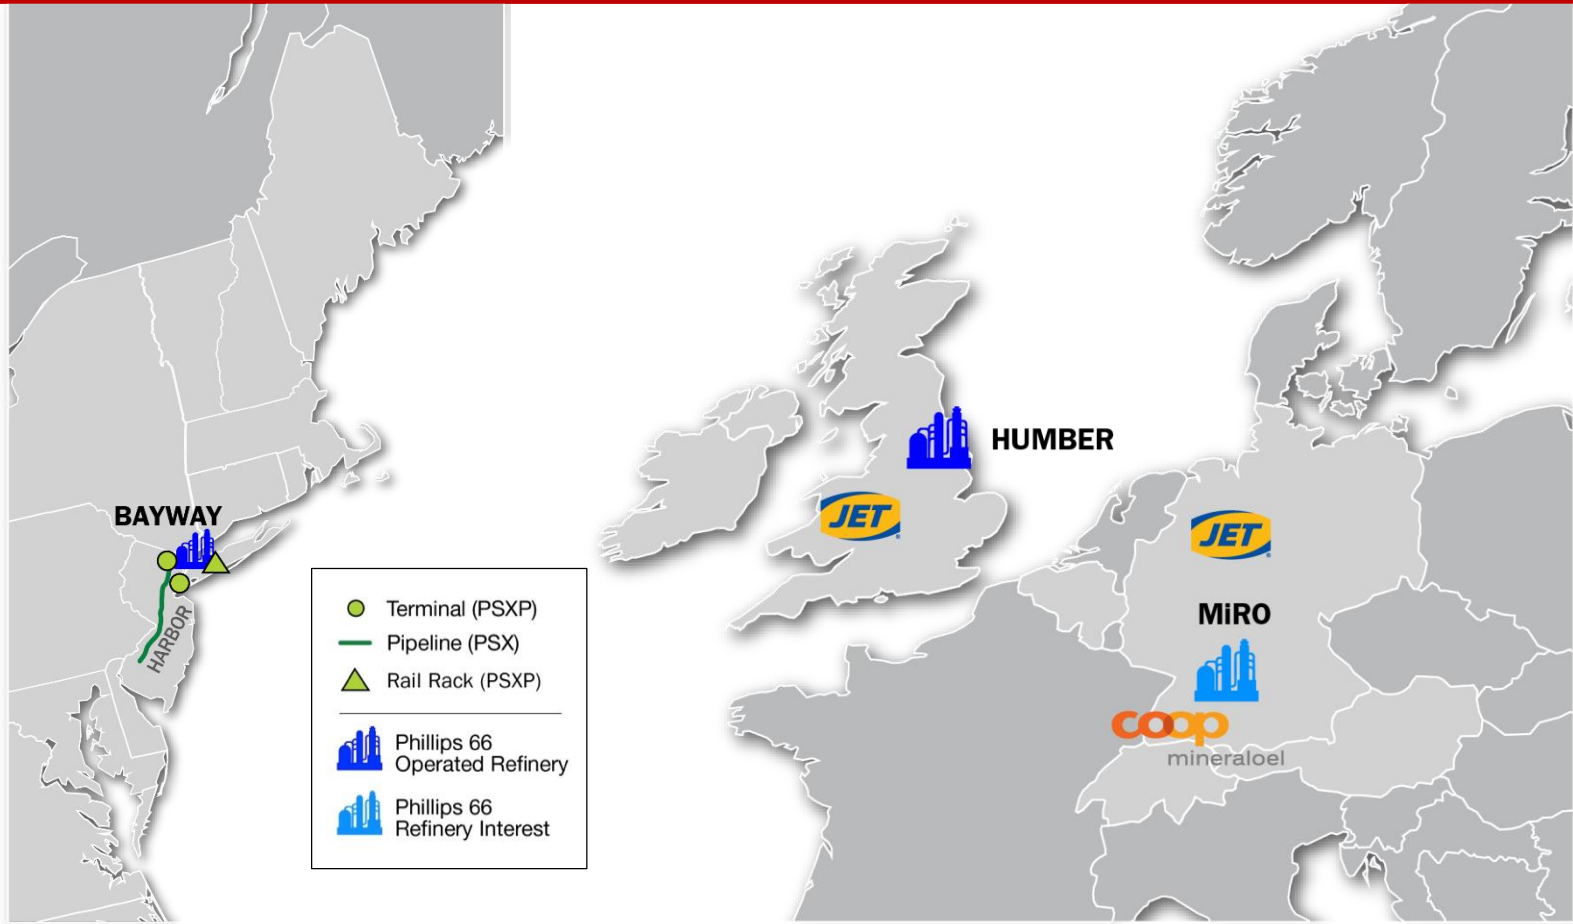 BAYWAY
HARBOR
Terminal (PSXP)
Pipeline (PSX)
Rail Rack (PSXP)
Phillips 66
Operated Refinery
Phillips 66
Refinery Interest
HUMBER
JET
JET
MiRO
coop
mineraloel